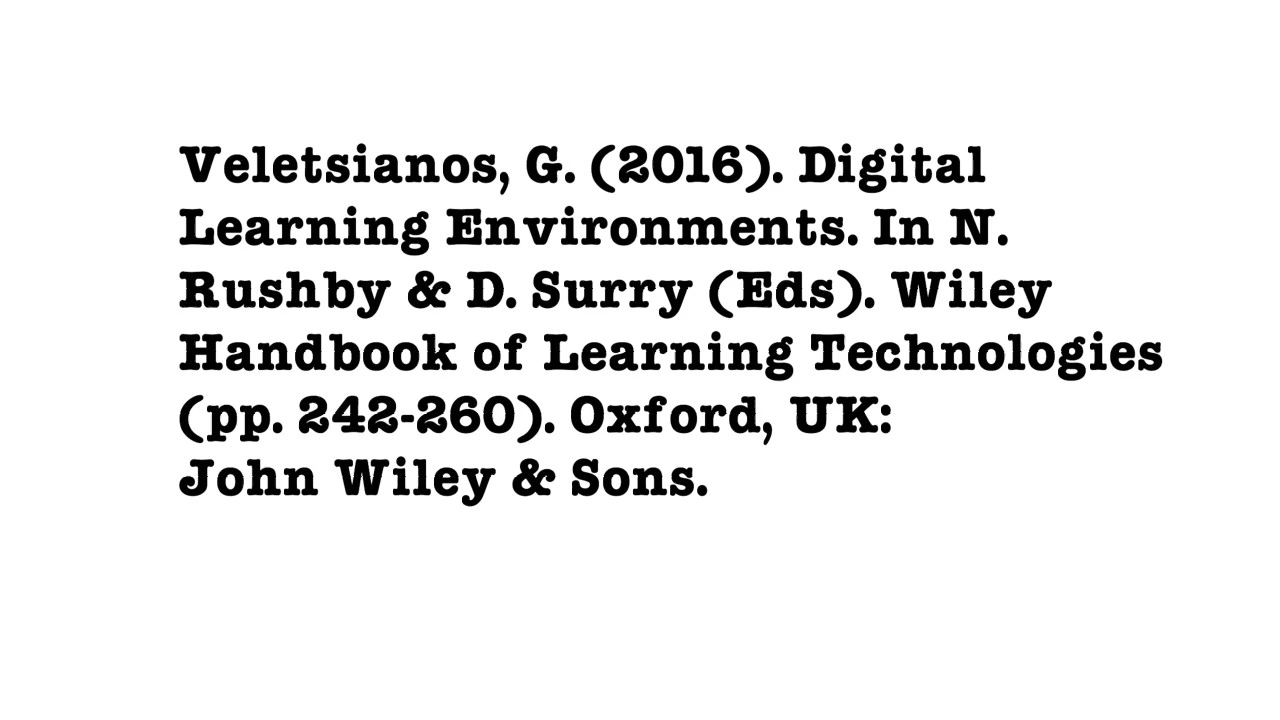 Veletsianos, G. (2016). Digital
Learning Environments. In N.
Rushby & D. Surry (Eds). Wiley
Handbook of Learning Technologies
(pp. 242-260). Oxford, UK:
John Wiley & Sons.